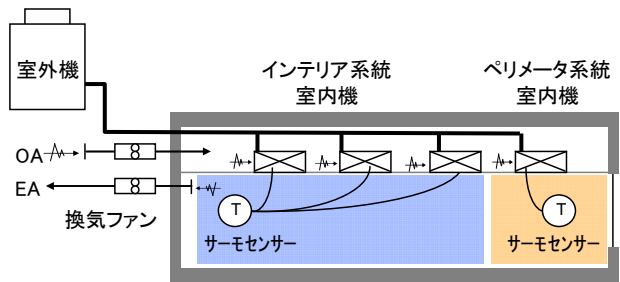 室外機
インテリア系統
室内機
ペリメータ系統
室内機
OA
EA
換気ファン
T
サーモセンサー
T
サーモセンサー